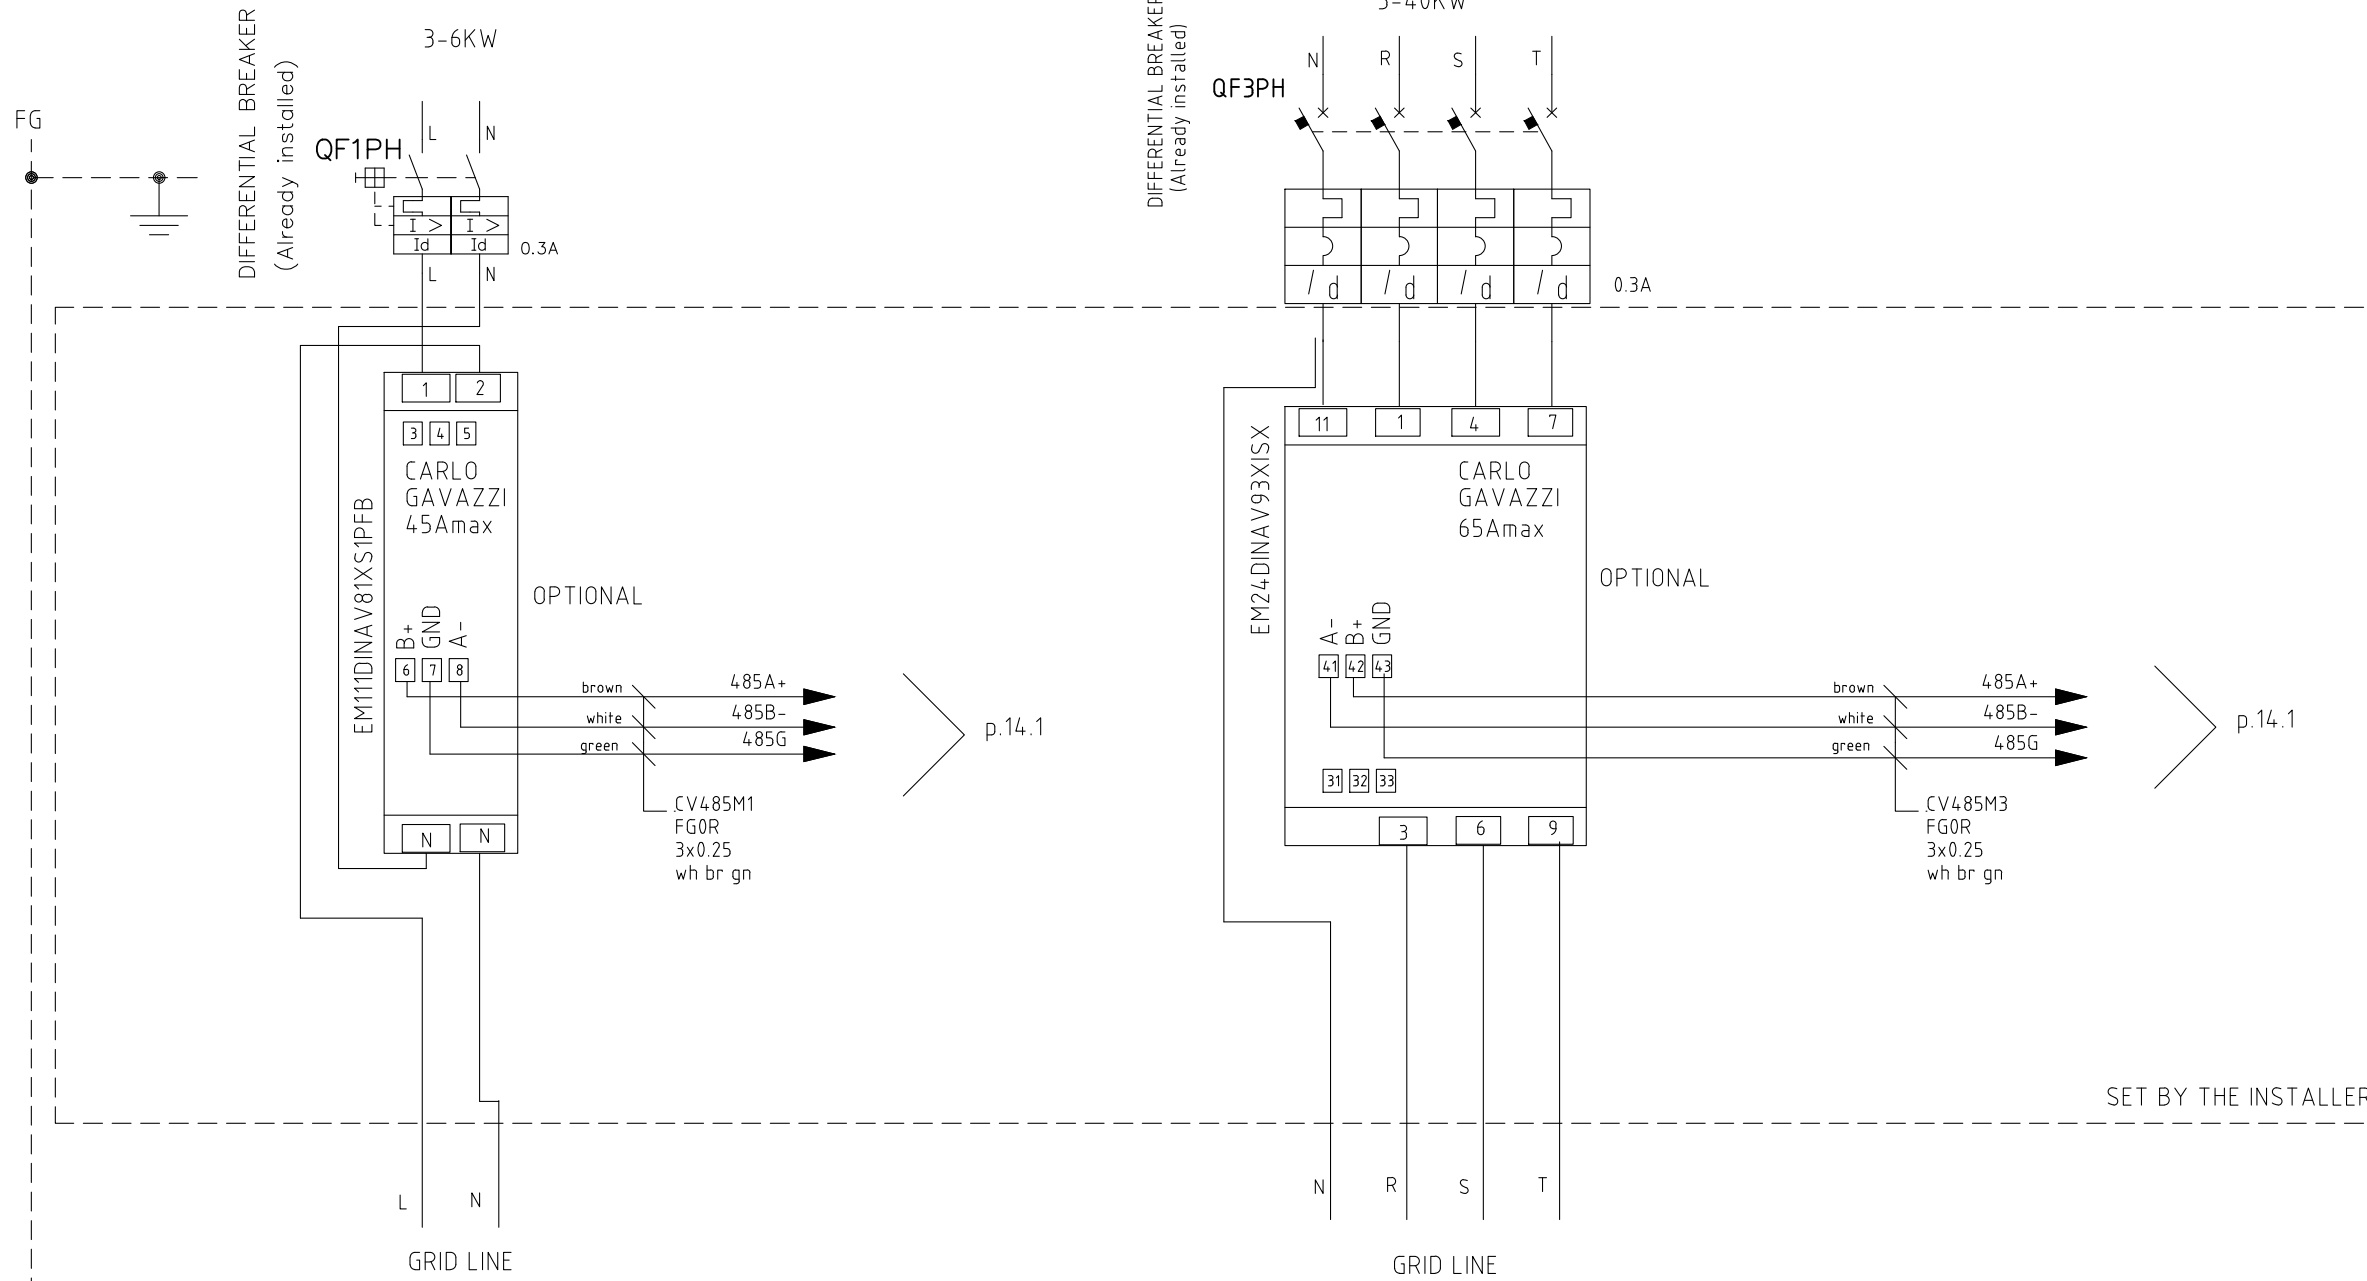 FG
DIFFERENTIAL BREAKER
(Already installed)
3-6KW
L
N
QF1PH
I >
I >
Id
Id
0.3A
L
N
1
2
3
4
5
CARLO
GAVAZZI
45Amax
EM111DINAV81XS1PFB
OPTIONAL
B+
GND
A-
6
7
8
brown
485A+
white
485B-
green
485G
p.14.1
CV485M1
FG0R
3x0.25
wh br gn
N
N
L
N
GRID LINE
DIFFERENTIAL BREAKER
(Already installed)
3-40KW
N
R
S
T
QF3PH
/d
/d
/d
/d
0.3A
11
1
4
7
CARLO
GAVAZZI
65Amax
EM24DINAV93XISX
OPTIONAL
A-
B+
GND
41
42
43
brown
485A+
white
485B-
green
485G
p.14.1
31
32
33
CV485M3
FG0R
3x0.25
wh br gn
3
6
9
SET BY THE INSTALLER
N
R
S
T
GRID LINE